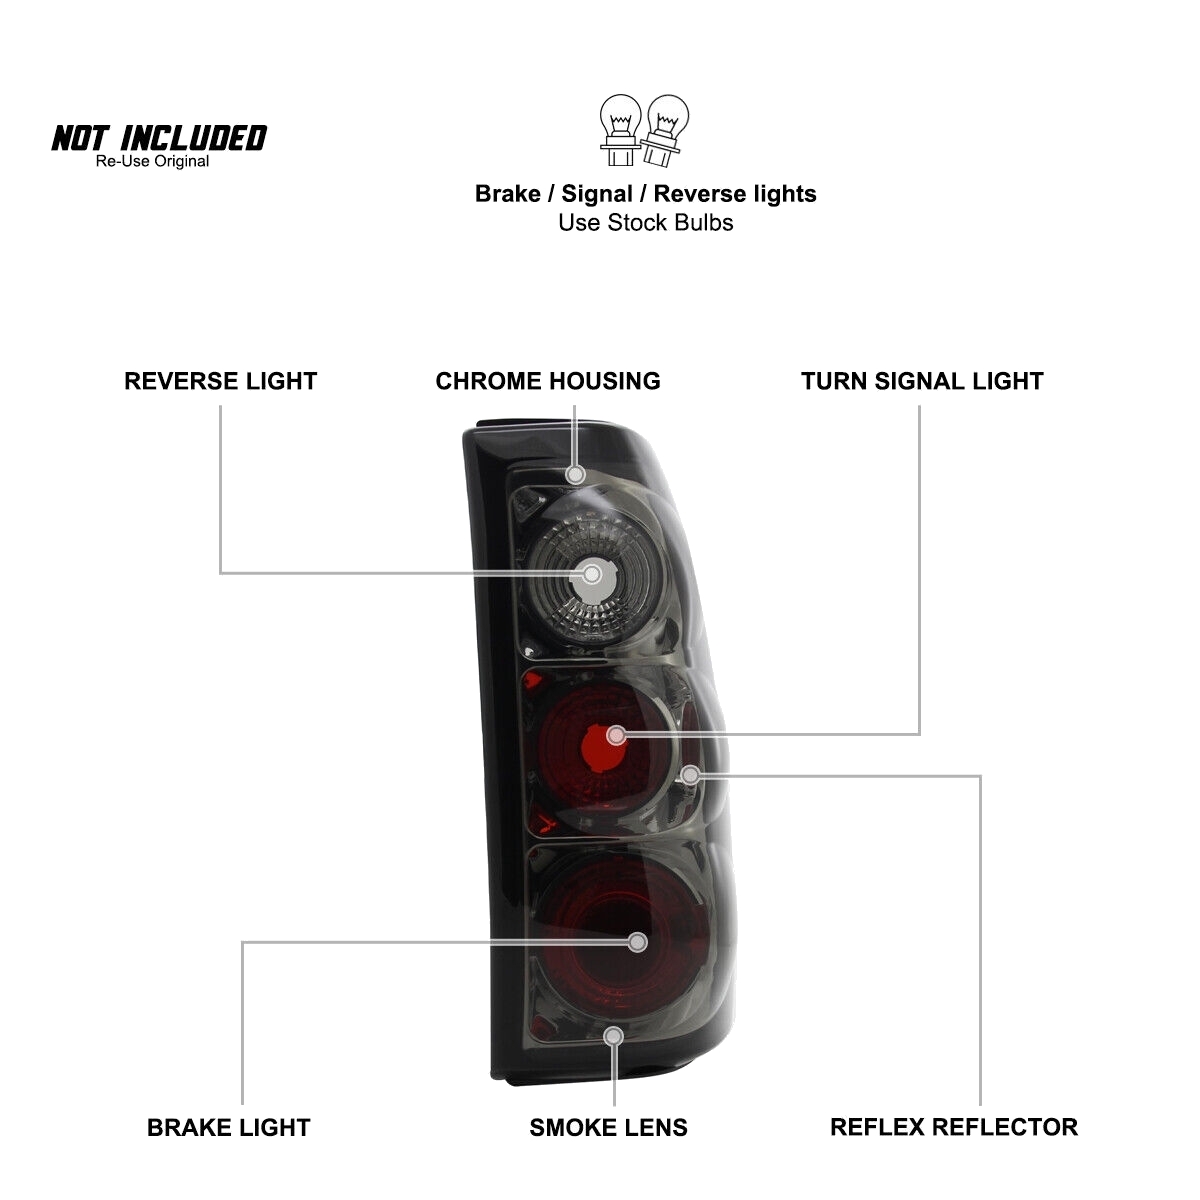 NOT INCLUDED
Re-Use Original
Brake / Signal / Reverse lights
Use Stock Bulbs
REVERSE LIGHT
CHROME HOUSING
TURN SIGNAL LIGHT
BRAKE LIGHT
SMOKE LENS
REFLEX REFLECTOR